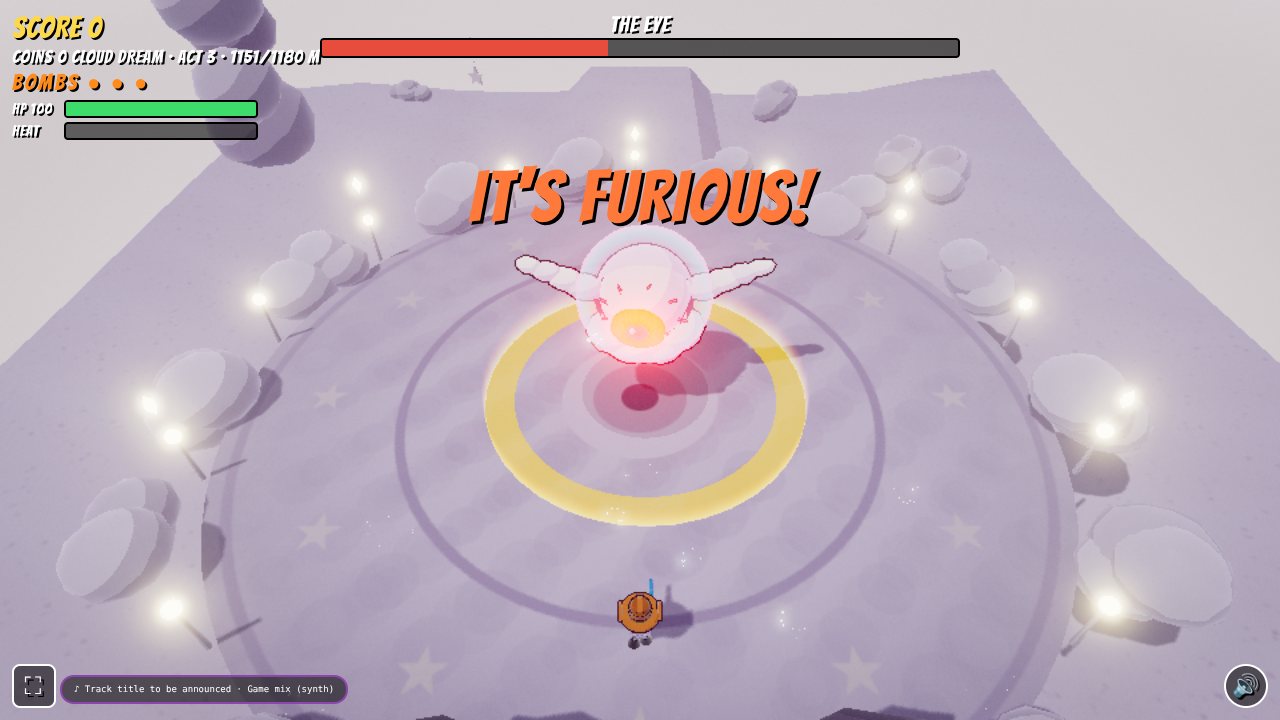 SCORE 0
THE EYE
COINS 0 CLOUD DREAM · ACT 3 · 1151/1180 M
BOMBS
HP 100
HEAT
IT'S FURIOUS!
♪ Track title to be announced · Game mix (synth)